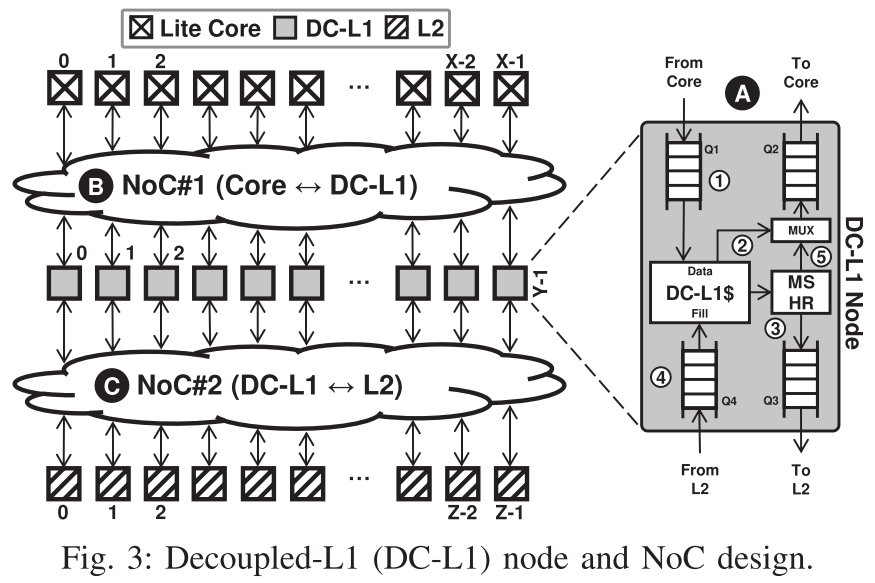 Lite Core DC-L1 L2
0 1 2 ... X-2 X-1
B NoC#1 (Core ↔ DC-L1)
0 1 2 ... Y-1
C NoC#2 (DC-L1 ↔ L2)
...
0 1 2 Z-2 Z-1
From Core
To Core
A
Q1
Q2
1
MUX
2
5
Data
DC-L1$
Fill
MS
HR
3
4
Q4
Q3
From L2
To L2
DC-L1 Node
Fig. 3: Decoupled-L1 (DC-L1) node and NoC design.